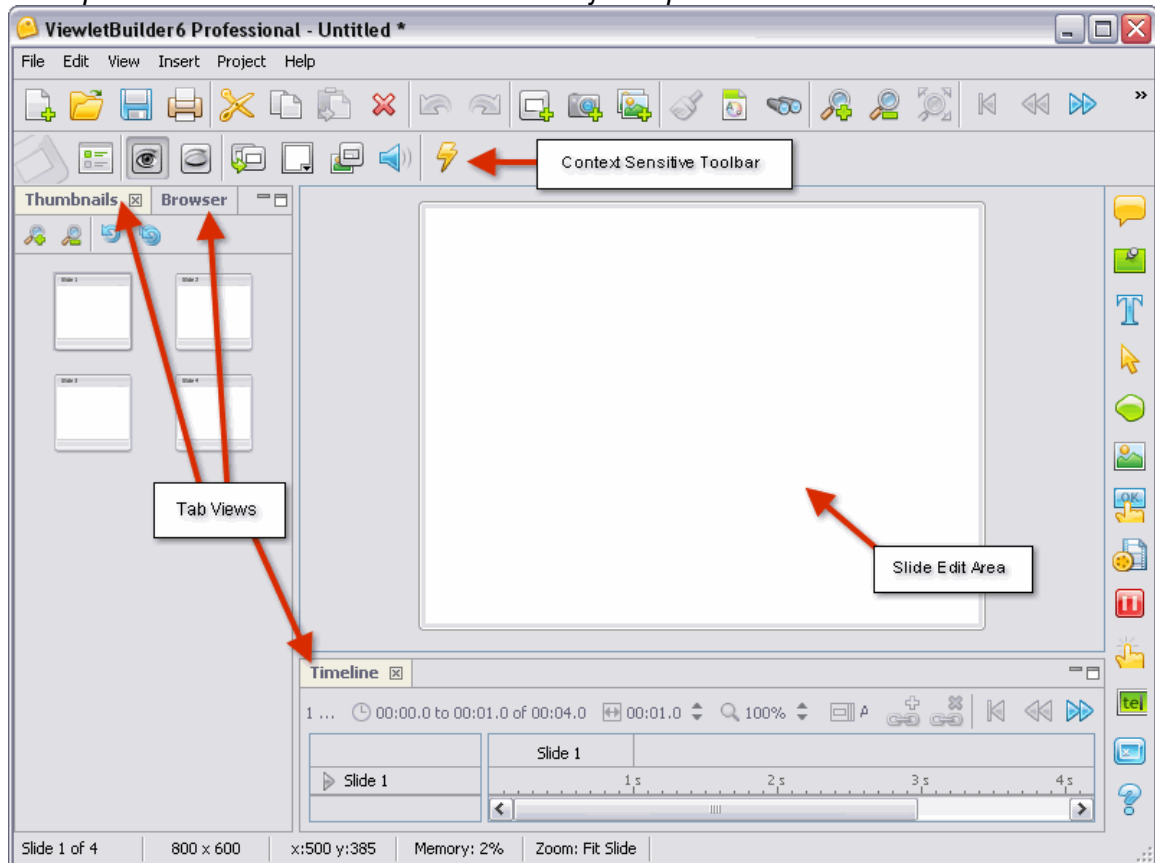 ViewletBuilder6 Professional - Untitled *
File Edit View Insert Project Help
Context Sensitive Toolbar
Thumbnails Browser
Slide 1 Slide 2
Slide 3 Slide 4
Tab Views
Slide Edit Area
Timeline
1 ... 00:00.0 to 00:01.0 of 00:04.0 00:01.0 100% A
Slide 1
Slide 1
1 s 2 s 3 s 4 s
OK
te
Slide 1 of 4 800 x 600 x:500 y:385 Memory: 2% Zoom: Fit Slide